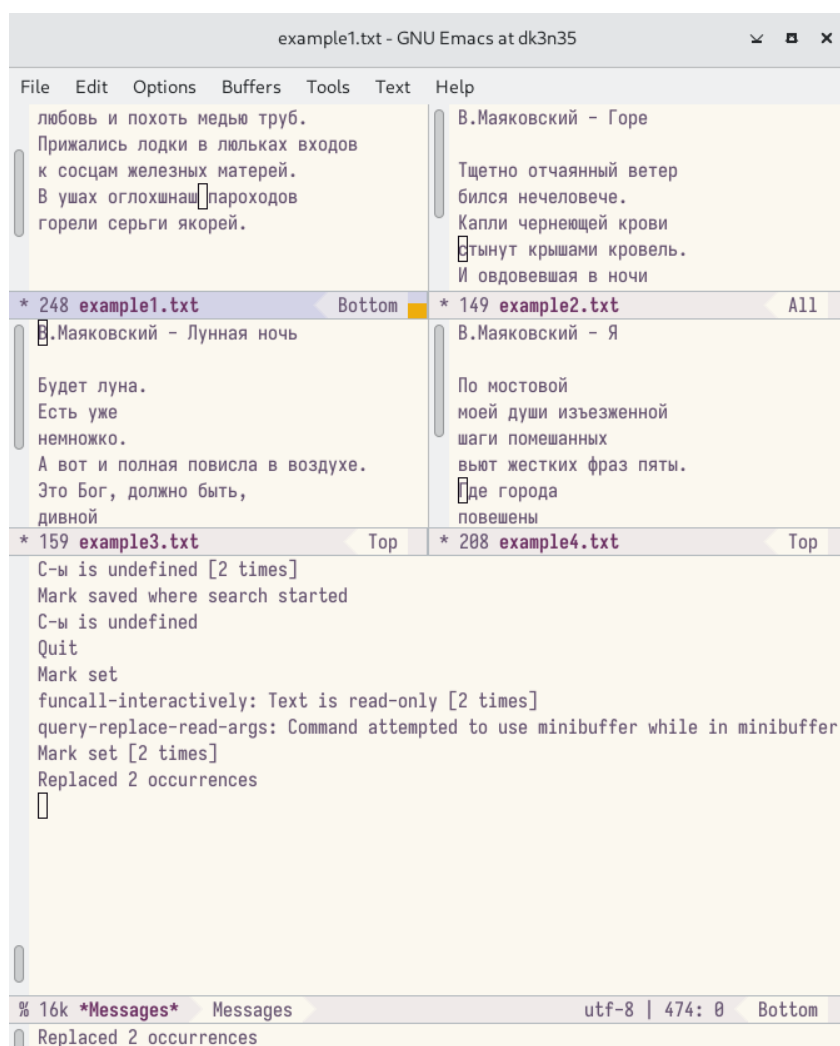 example1.txt - GNU Emacs at dk3n35
File Edit Options Buffers Tools Text Help
любовь и похоть медью труб.
Прижались лодки в люльках входов
к сосцам железных матерей.
В ушах оглохшнаш пароходов
горели серьги якорей.
* 248 example1.txt Bottom
В.Маяковский - Горе
Тщетно отчаянный ветер
бился нечеловече.
Капли чернеющей крови
стынут крышами кровель.
И овдовевшая в ночи
* 149 example2.txt All
В.Маяковский - Лунная ночь
Будет луна.
Есть уже
немножко.
А вот и полная повисла в воздухе.
Это Бог, должно быть,
дивной
* 159 example3.txt Top
В.Маяковский - Я
По мостовой
моей души изъезженной
шаги помешанных
вьют жестких фраз пяты.
Где города
повешены
* 208 example4.txt Top
C-ы is undefined [2 times]
Mark saved where search started
C-ы is undefined
Quit
Mark set
funcall-interactively: Text is read-only [2 times]
query-replace-read-args: Command attempted to use minibuffer while in minibuffer
Mark set [2 times]
Replaced 2 occurrences
% 16k *Messages* Messages utf-8 | 474: 0 Bottom
Replaced 2 occurrences